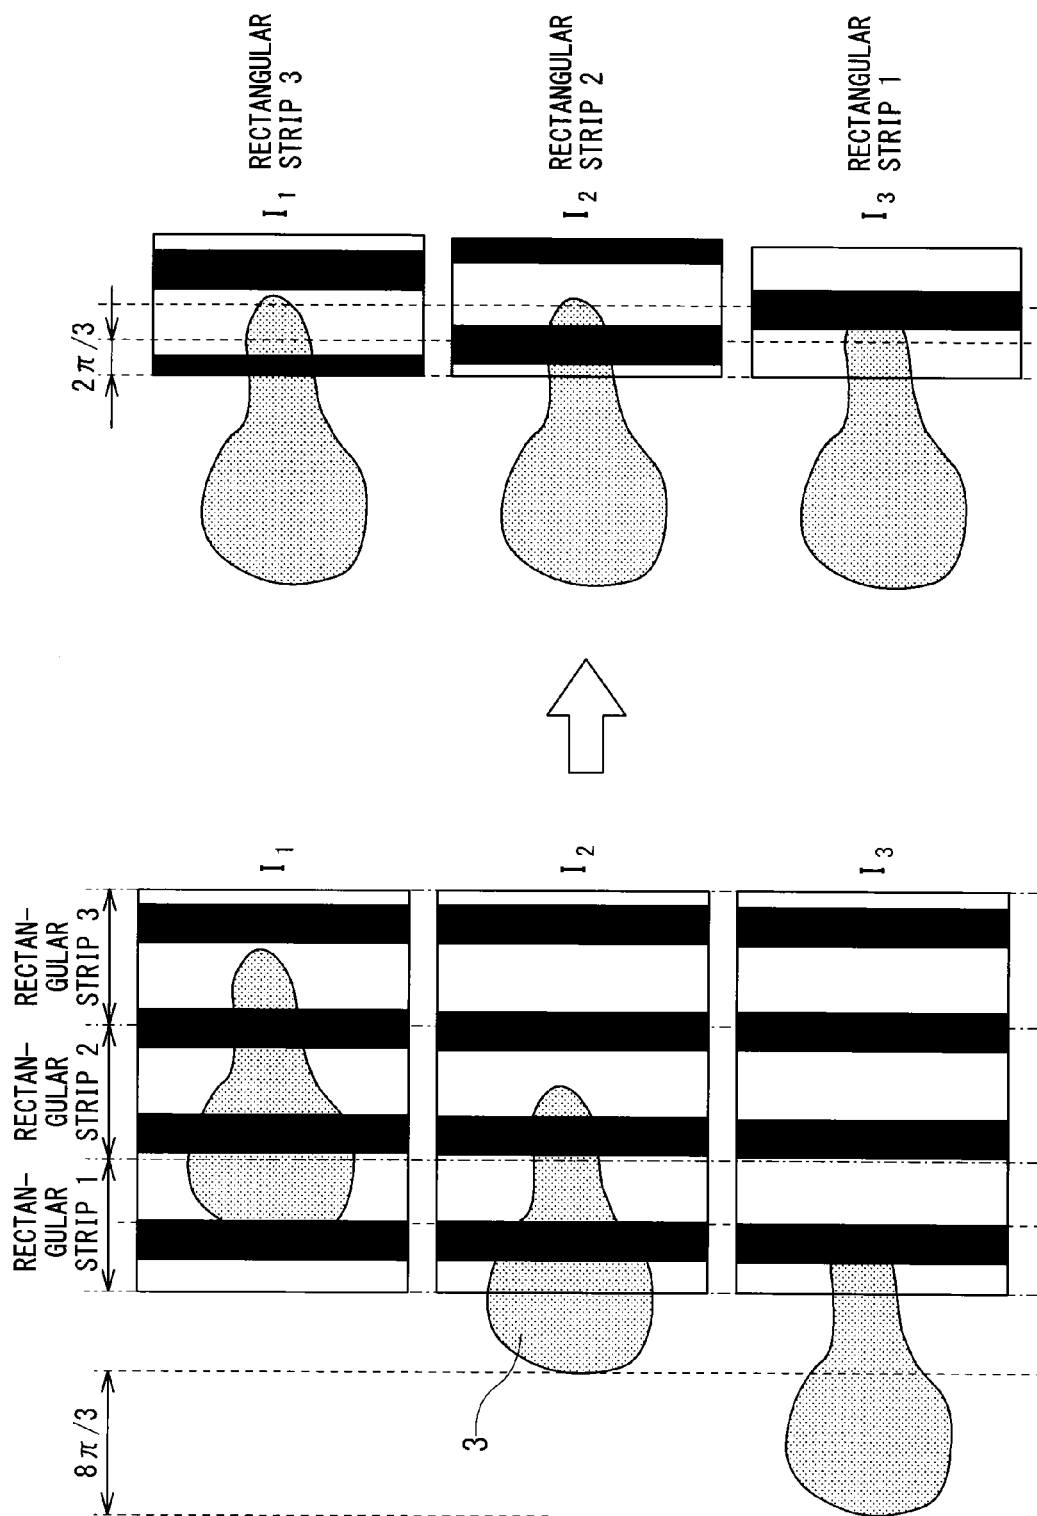 8π/3
RECTAN-
GULAR
STRIP 1
RECTAN-
GULAR
STRIP 2
RECTAN-
GULAR
STRIP 3
I1
I2
I3
3
2π/3
I1 RECTANGULAR
STRIP 3
I2 RECTANGULAR
STRIP 2
I3 RECTANGULAR
STRIP 1